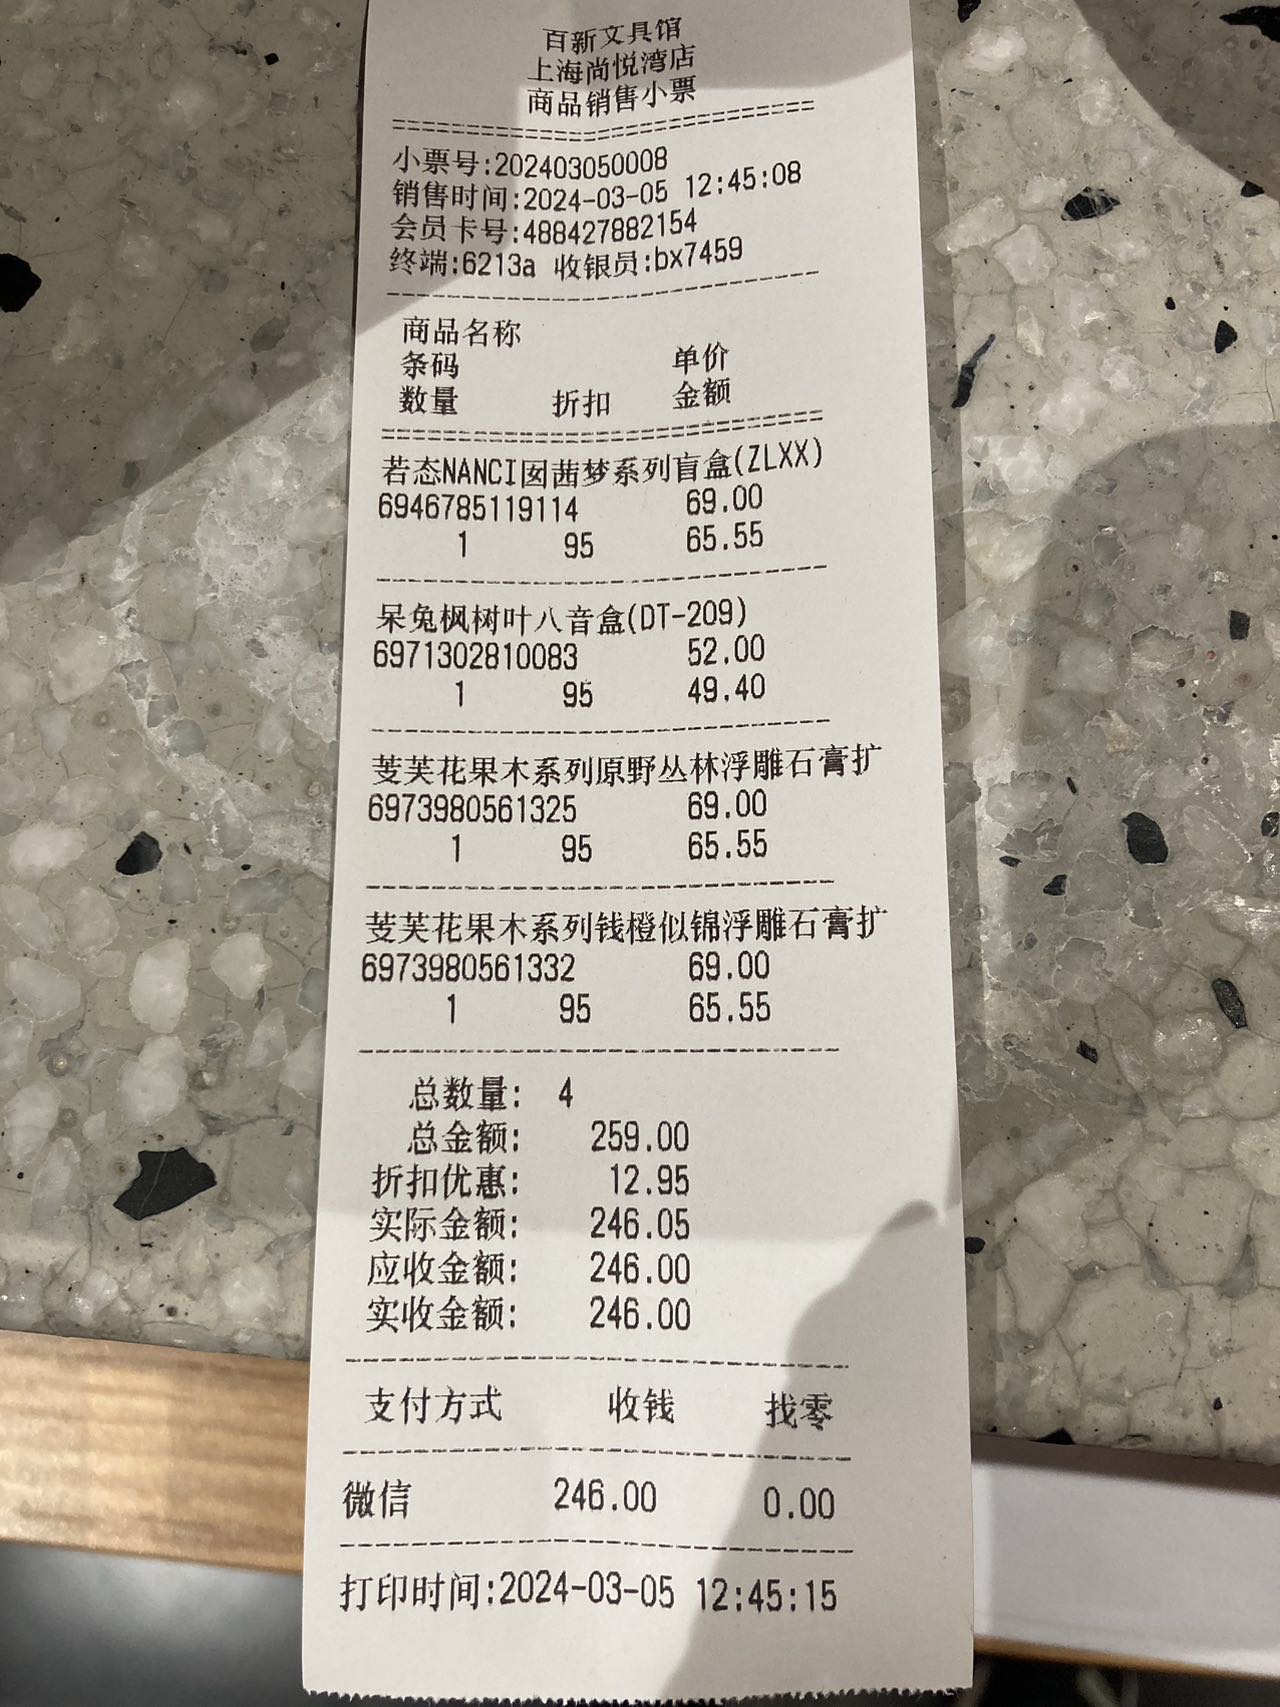 百新文具馆
上海尚悦湾店
商品销售小票
================================
小票号:202403050008
销售时间:2024-03-05 12:45:08
会员卡号:488427882154
终端:6213a 收银员:bx7459
--------------------------------
商品名称
条码 单价
数量 折扣 金额
================================
若态NANCI囡茜梦系列盲盒(ZLXX)
6946785119114 69.00
1 95 65.55
--------------------------------
呆兔枫树叶八音盒(DT-209)
6971302810083 52.00
1 95 49.40
--------------------------------
芰芙花果木系列原野丛林浮雕石膏扩
6973980561325 69.00
1 95 65.55
--------------------------------
芰芙花果木系列钱橙似锦浮雕石膏扩
6973980561332 69.00
1 95 65.55
--------------------------------
总数量: 4
总金额: 259.00
折扣优惠: 12.95
实际金额: 246.05
应收金额: 246.00
实收金额: 246.00
--------------------------------
支付方式 收钱 找零
--------------------------------
微信 246.00 0.00
--------------------------------
打印时间:2024-03-05 12:45:15